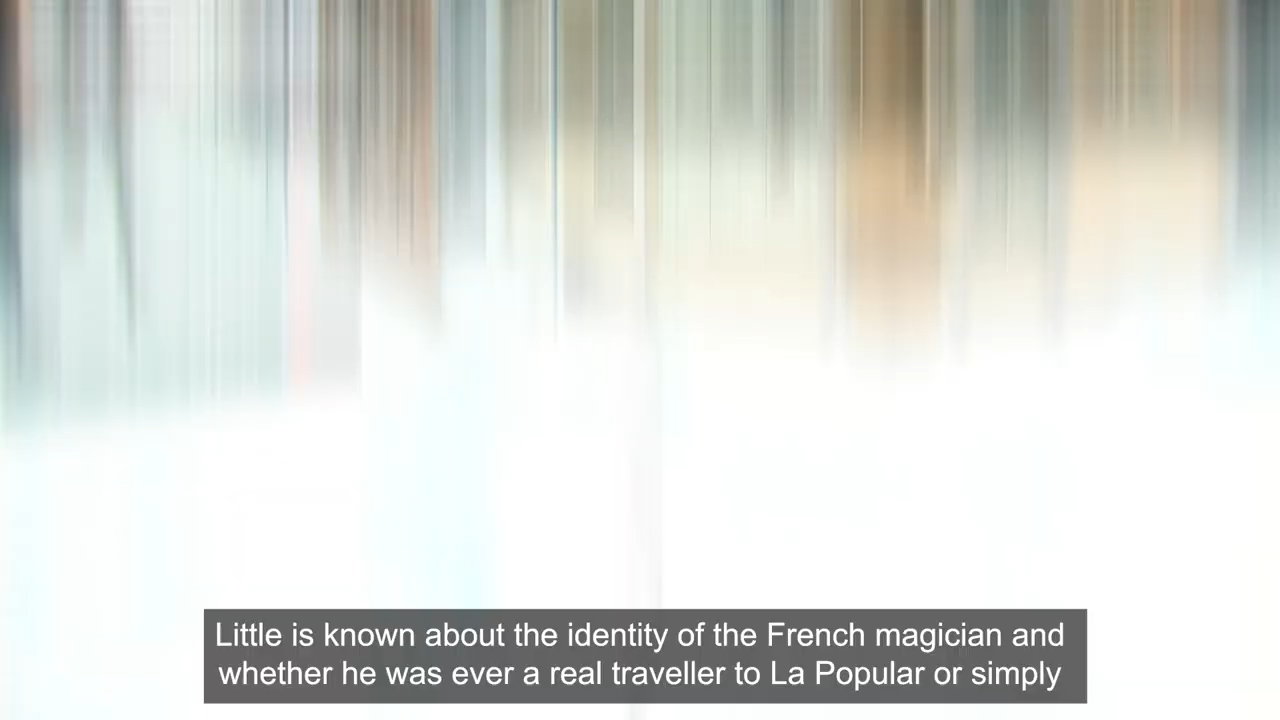 Little is known about the identity of the French magician and
whether he was ever a real traveller to La Popular or simply